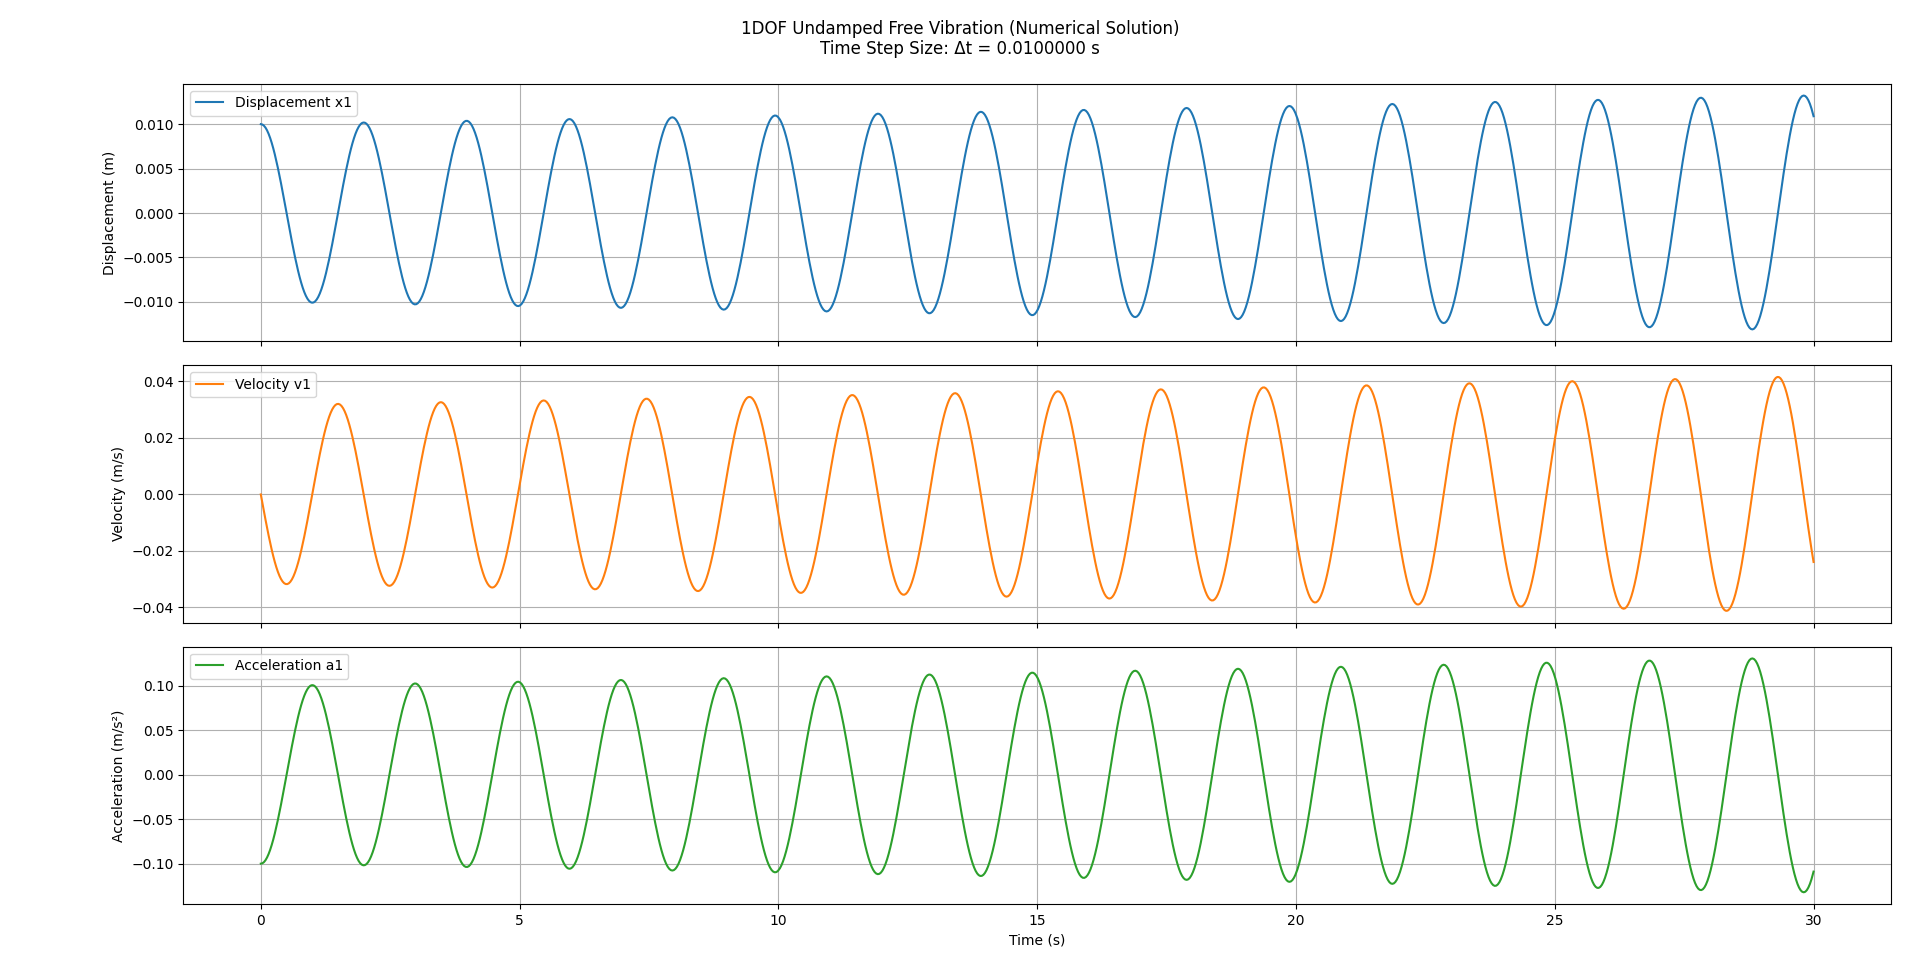 1DOF Undamped Free Vibration (Numerical Solution)
Time Step Size: Δt = 0.0100000 s
Displacement x1
Displacement (m)
0.010
0.005
0.000
−0.005
−0.010
Velocity v1
Velocity (m/s)
0.04
0.02
0.00
−0.02
−0.04
Acceleration a1
Acceleration (m/s²)
0.10
0.05
0.00
−0.05
−0.10
0 5 10 15 20 25 30
Time (s)